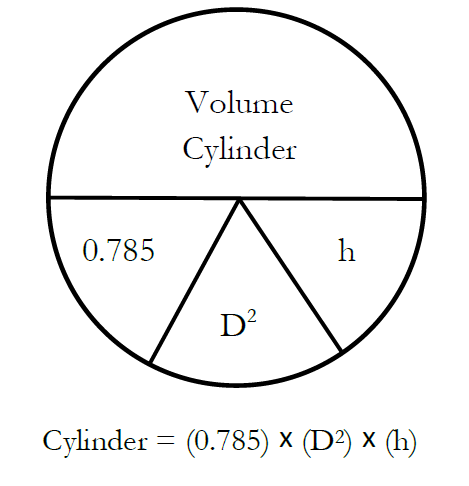 Volume
Cylinder
0.785
h
D²
Cylinder = (0.785) x (D²) x (h)